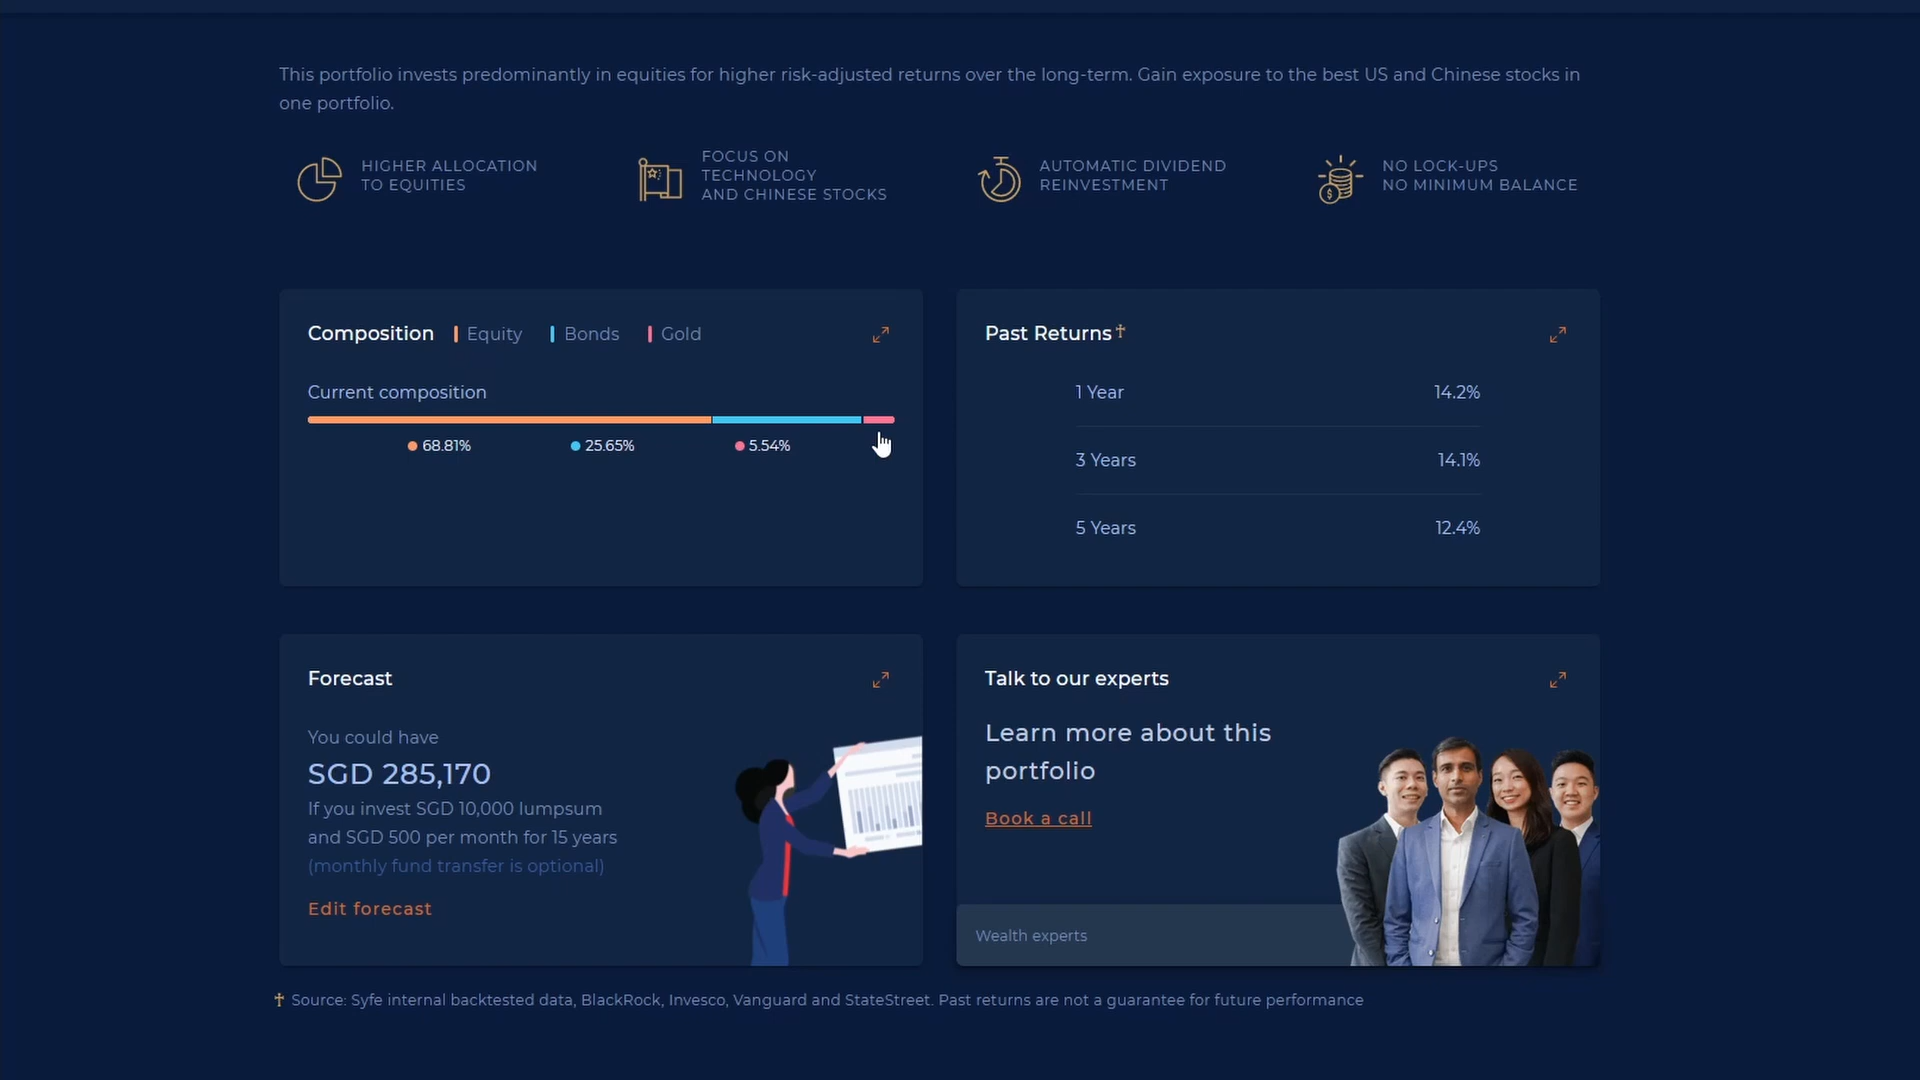 This portfolio invests predominantly in equities for higher risk-adjusted returns over the long-term. Gain exposure to the best US and Chinese stocks in
one portfolio.
HIGHER ALLOCATION
TO EQUITIES
FOCUS ON
TECHNOLOGY
AND CHINESE STOCKS
AUTOMATIC DIVIDEND
REINVESTMENT
NO LOCK-UPS
NO MINIMUM BALANCE
Composition Equity Bonds Gold
Current composition
68.81% 25.65% 5.54%
Past Returns†
1 Year 14.2%
3 Years 14.1%
5 Years 12.4%
Forecast
You could have
SGD 285,170
If you invest SGD 10,000 lumpsum
and SGD 500 per month for 15 years
(monthly fund transfer is optional)
Edit forecast
Talk to our experts
Learn more about this
portfolio
Book a call
Wealth experts
† Source: Syfe internal backtested data, BlackRock, Invesco, Vanguard and StateStreet. Past returns are not a guarantee for future performance